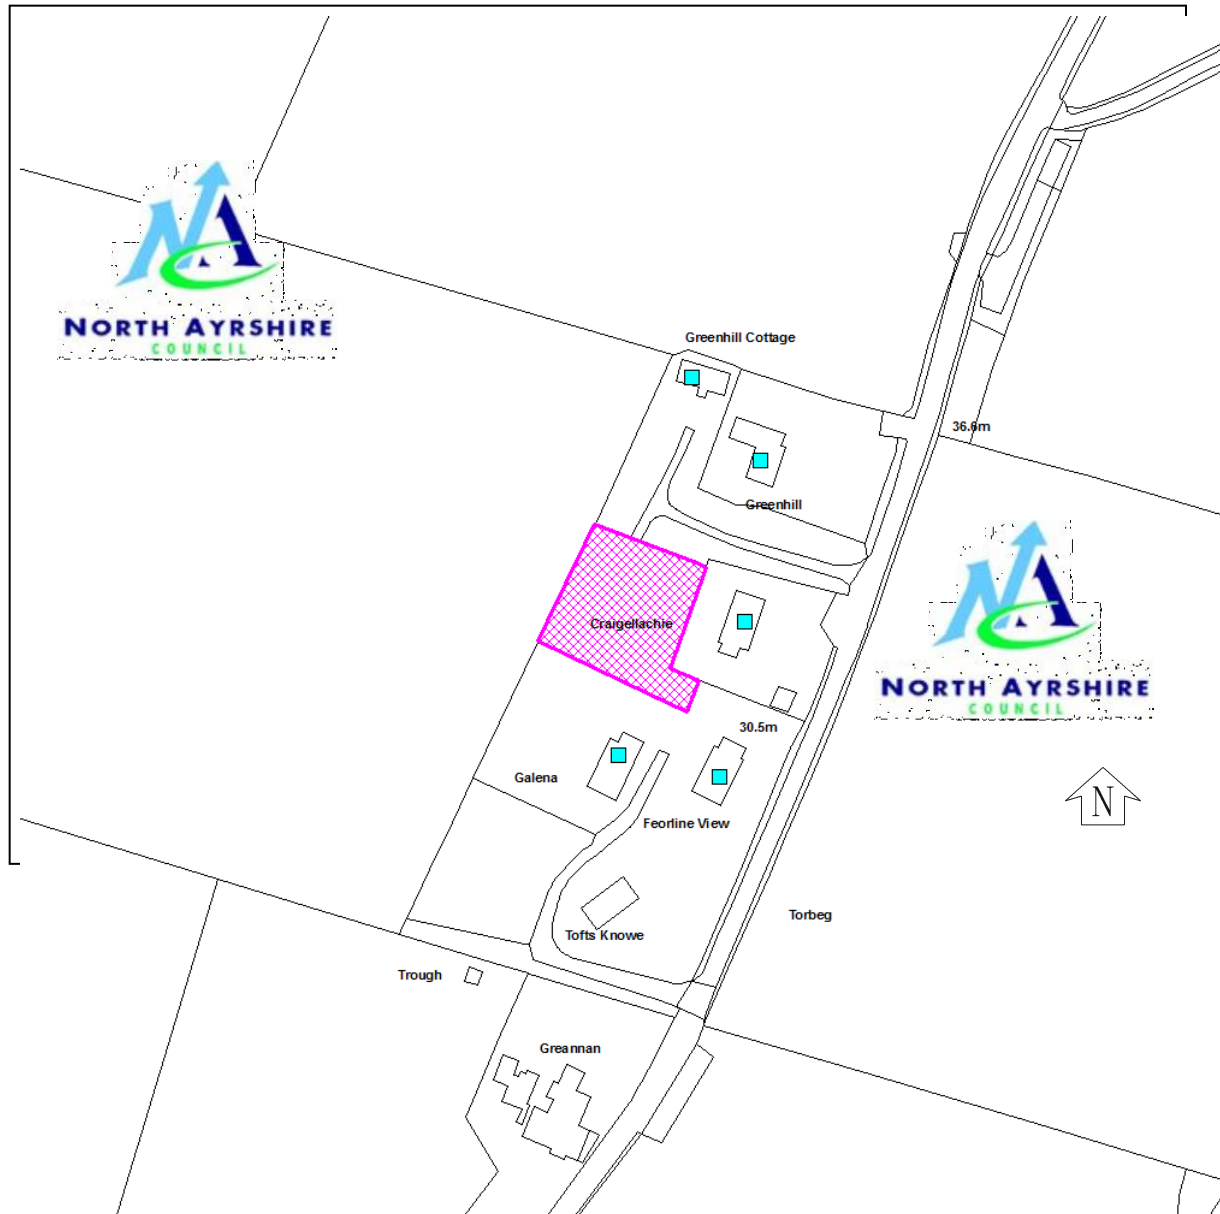 NORTH AYRSHIRE
COUNCIL
Greenhill Cottage
36.6m
Greenhill
Craigellachie
NORTH AYRSHIRE
COUNCIL
30.5m
Galena
N
Feorline View
Torbeg
Tofts Knowe
Trough
Greannan